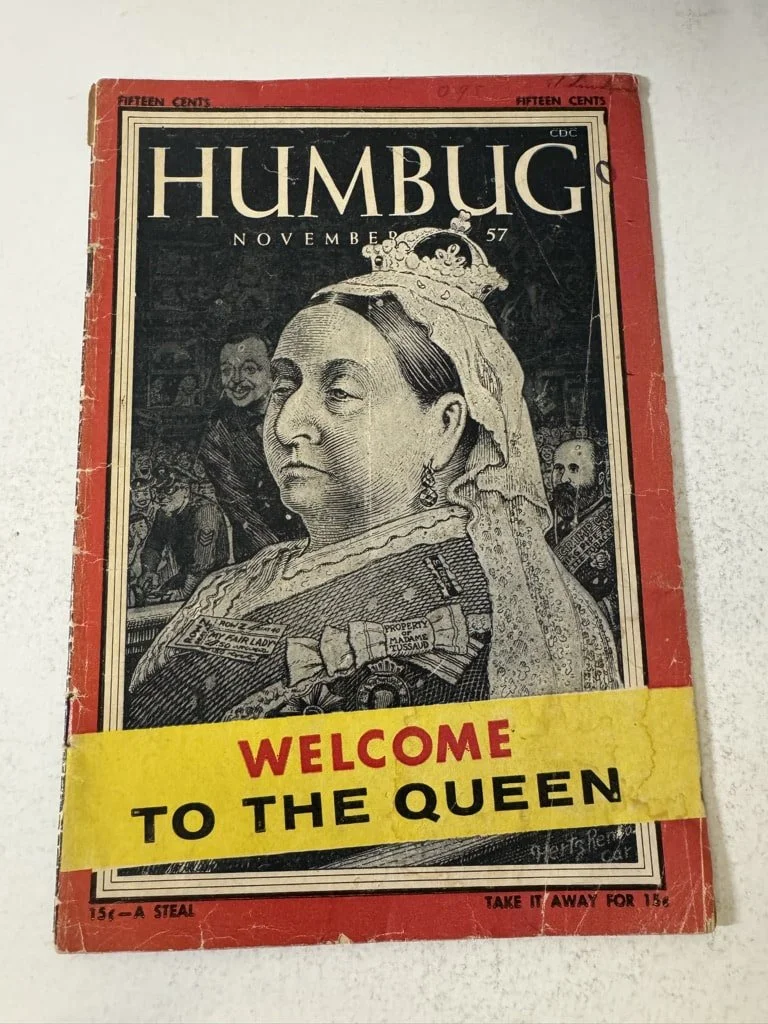 FIFTEEN CENTS
FIFTEEN CENTS
CDC
HUMBUG
NOVEMBER 57
MY FAIR LADY
PROPERTY
MADAME
TUSSAUD
WELCOME
TO THE QUEEN
15¢—A STEAL
TAKE IT AWAY FOR 15¢